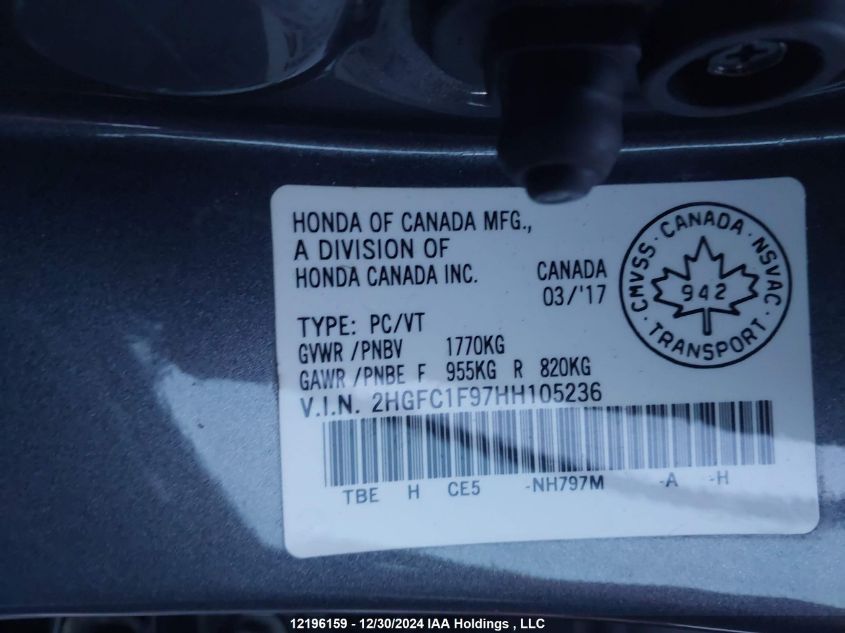 HONDA OF CANADA MFG.,
A DIVISION OF
HONDA CANADA INC.
CANADA
03/'17
CMVSS · CANADA · NSVAC ·
942
TRANSPORT
TYPE: PC/VT
GVWR /PNBV 1770KG
GAWR /PNBE F 955KG R 820KG
V.I.N. 2HGFC1F97HH105236
TBE H CE5 -NH797M -A -H
12196159 - 12/30/2024 IAA Holdings , LLC